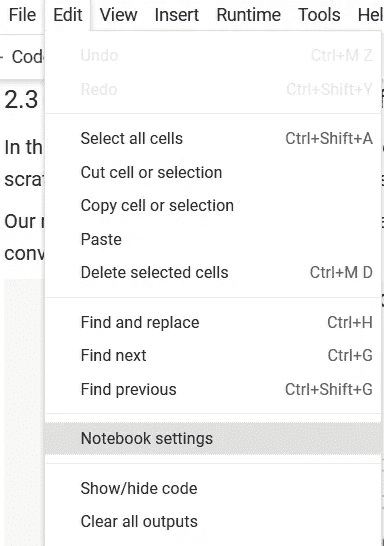 File Edit View Insert Runtime Tools Hel
Cod
Undo Ctrl+M Z
Redo Ctrl+Shift+Y
2.3
Select all cells Ctrl+Shift+A
In th
Cut cell or selection
scrat
Copy cell or selection
Our r
Paste
conv
Delete selected cells Ctrl+M D
Find and replace Ctrl+H
Find next Ctrl+G
Find previous Ctrl+Shift+G
Notebook settings
Show/hide code
Clear all outputs